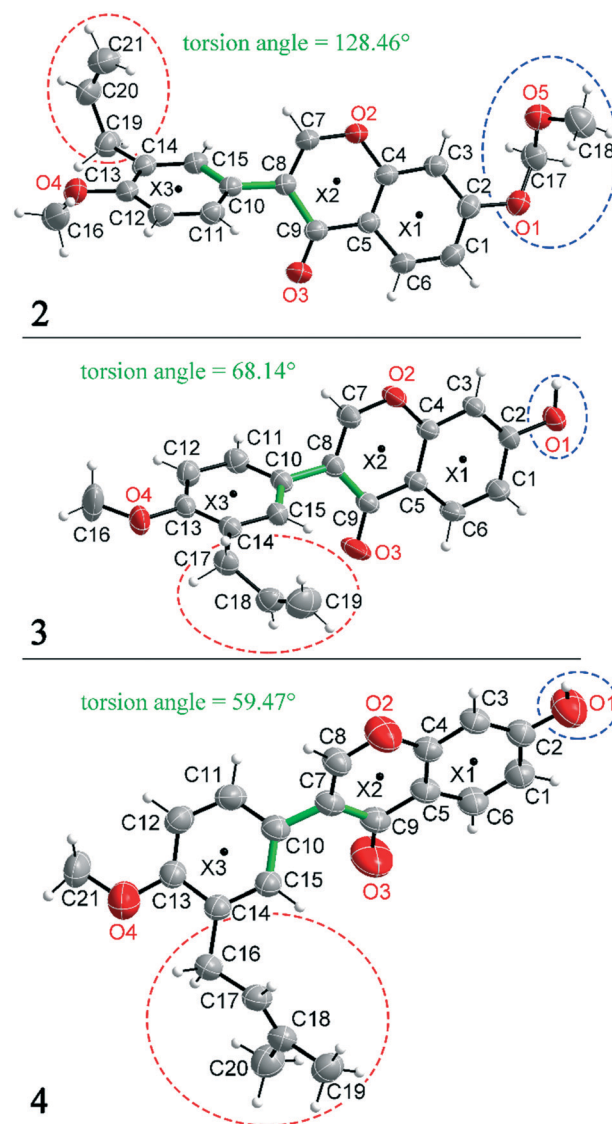 C21
torsion angle = 128.46°
C20
C19
C14
C7
O2
O5
C18
C15
C8
C4
C3
C17
O4
C13
X3
C10
X2
C2
C12
C11
C9
C5
X1
O1
C16
C6
C1
O3
2
torsion angle = 68.14°
O2
C7
C3
C11
C4
C2
C12
C8
X2
O1
C10
X1
C1
O4
X3
C9
C5
C13
C15
C6
C16
C14
O3
C17
C18
C19
3
torsion angle = 59.47°
O1
O2
C3
C8
C4
C2
C11
C7
X2
X1
C1
C12
C9
C5
C6
C10
X3
O3
C15
C21
C13
O4
C14
C16
C17
C18
C20
C19
4